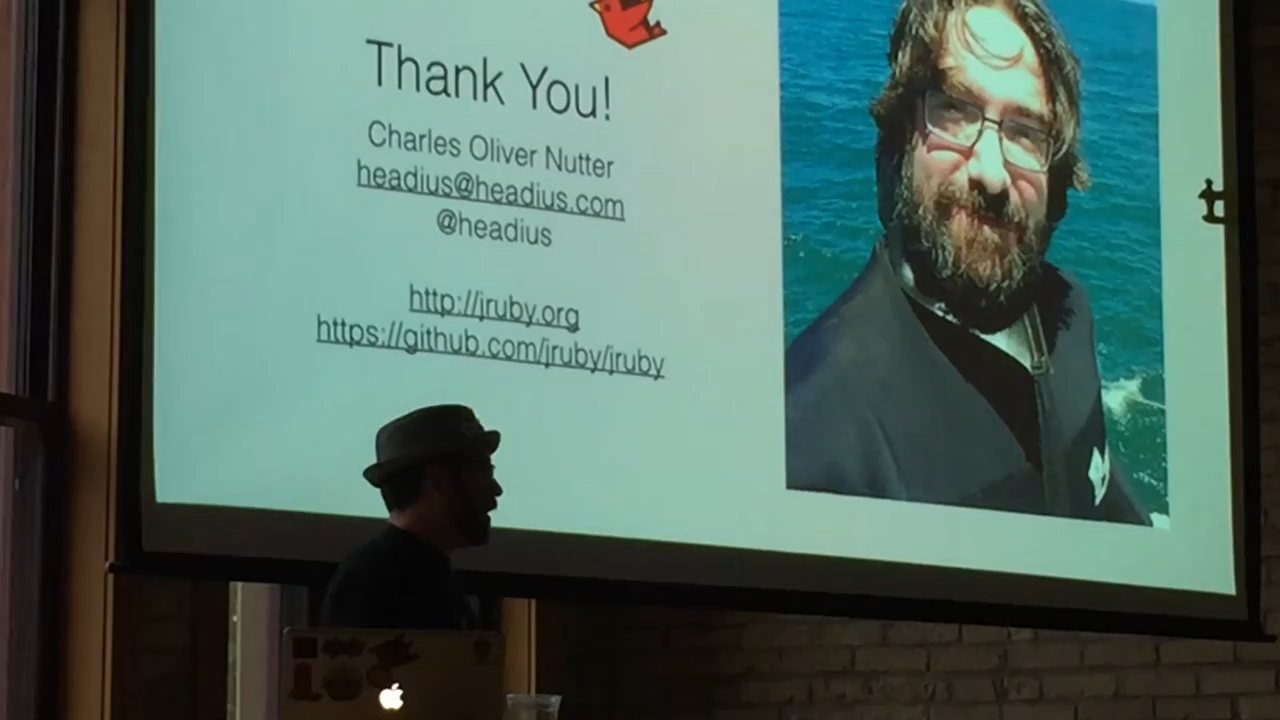 Thank You!
Charles Oliver Nutter
headius@headius.com
@headius
http://jruby.org
https://github.com/jruby/jruby